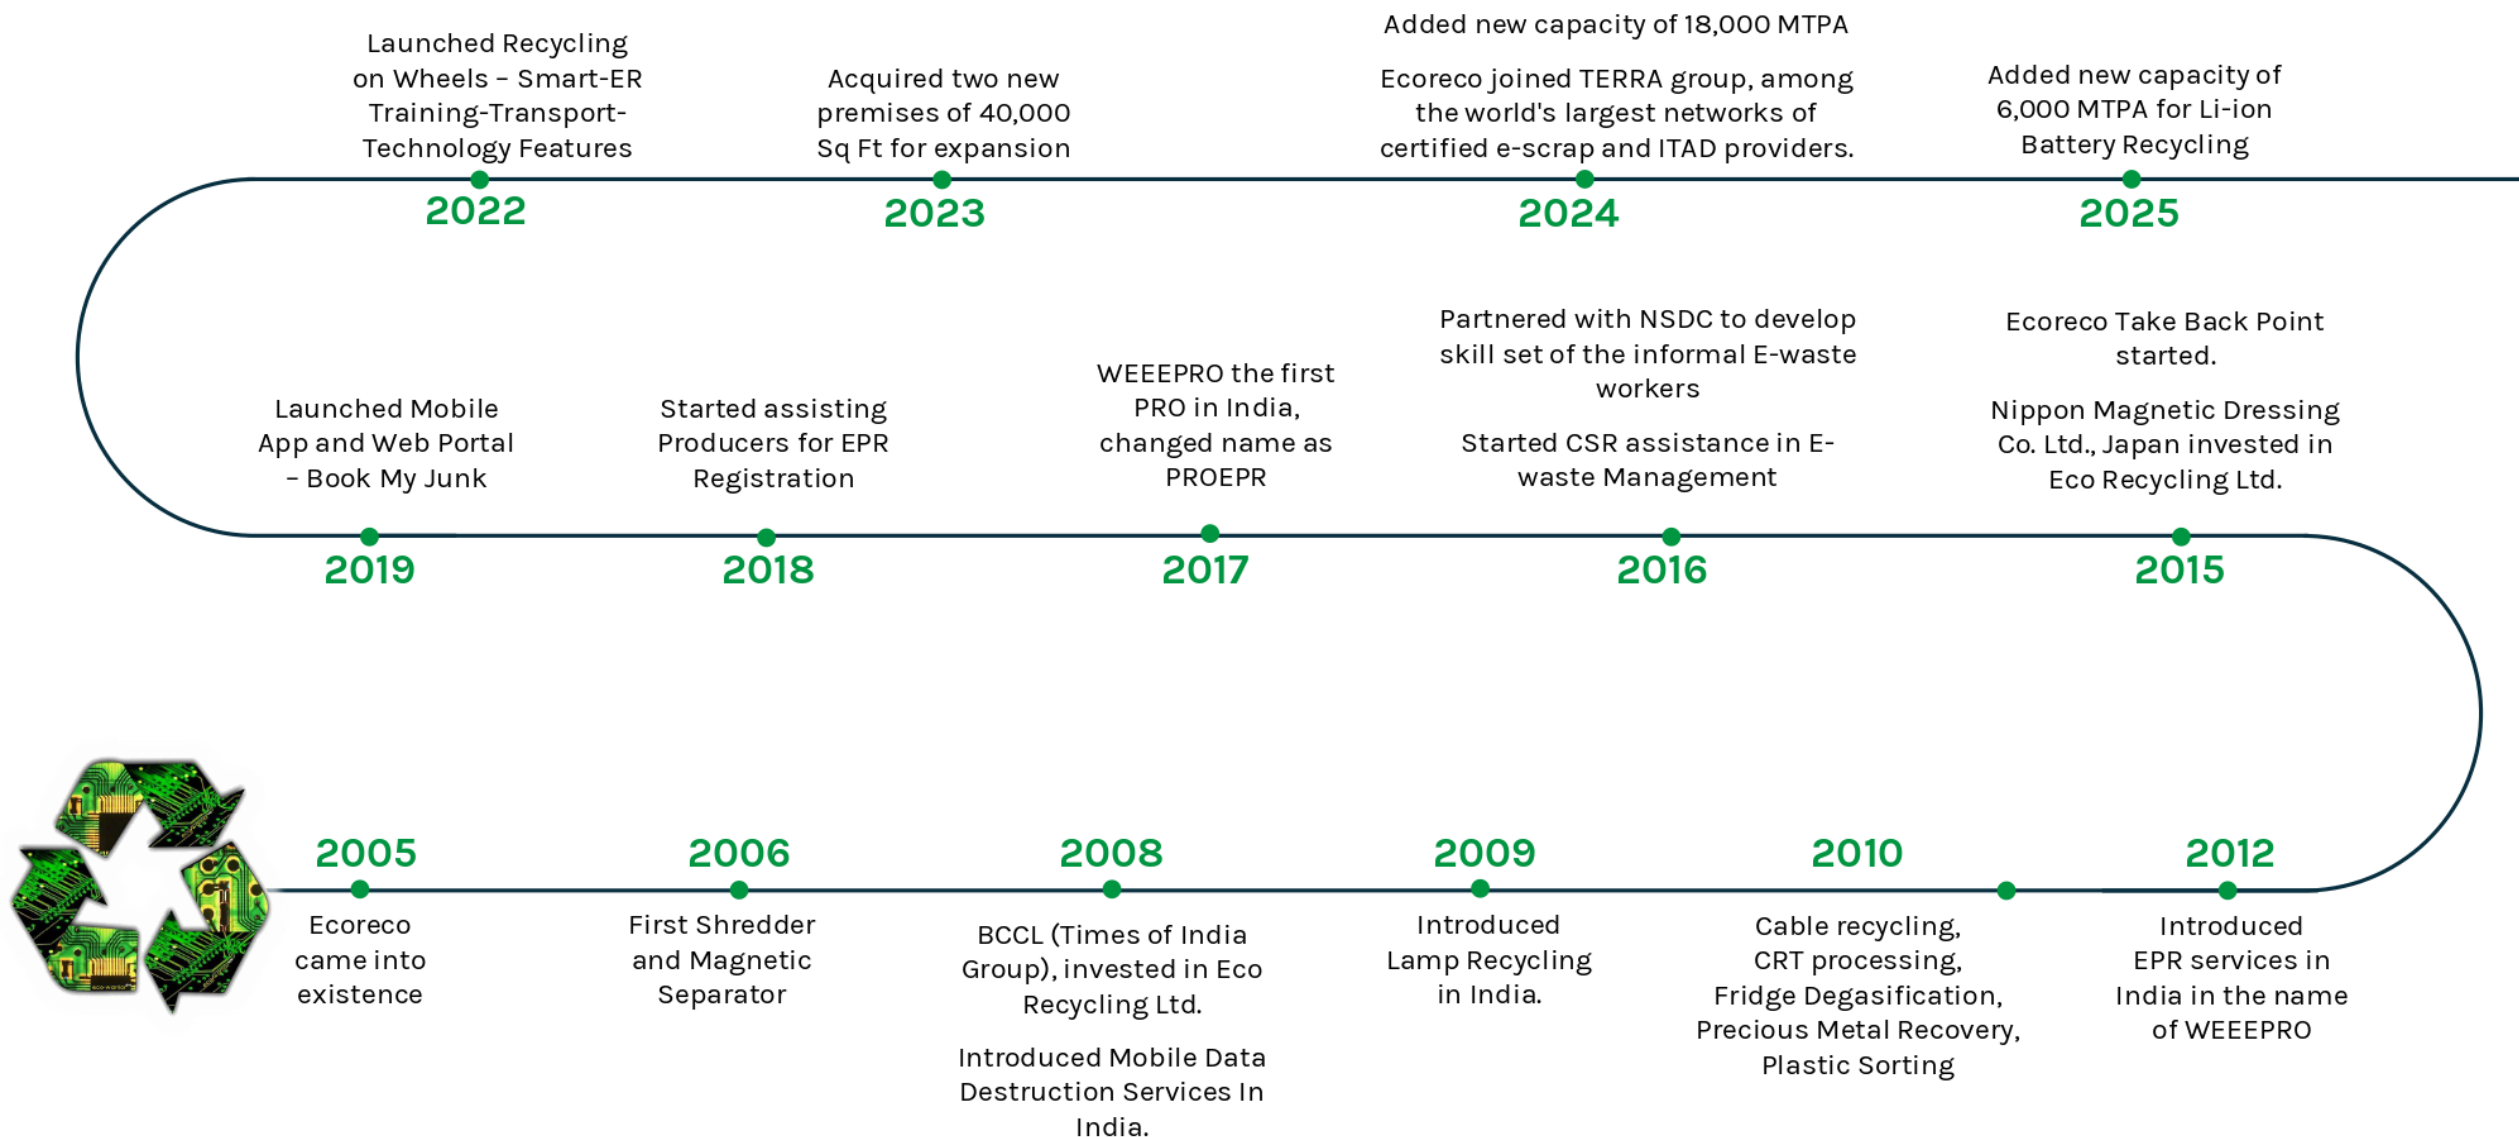 Launched Recycling
on Wheels – Smart-ER
Training-Transport-
Technology Features
2022
Acquired two new
premises of 40,000
Sq Ft for expansion
2023
Added new capacity of 18,000 MTPA
Ecoreco joined TERRA group, among
the world's largest networks of
certified e-scrap and ITAD providers.
2024
Added new capacity of
6,000 MTPA for Li-ion
Battery Recycling
2025
Launched Mobile
App and Web Portal
– Book My Junk
2019
Started assisting
Producers for EPR
Registration
2018
WEEEPRO the first
PRO in India,
changed name as
PROEPR
2017
Partnered with NSDC to develop
skill set of the informal E-waste
workers
Started CSR assistance in E-
waste Management
2016
Ecoreco Take Back Point
started.
Nippon Magnetic Dressing
Co. Ltd., Japan invested in
Eco Recycling Ltd.
2015
2005
Ecoreco
came into
existence
2006
First Shredder
and Magnetic
Separator
2008
BCCL (Times of India
Group), invested in Eco
Recycling Ltd.
Introduced Mobile Data
Destruction Services In
India.
2009
Introduced
Lamp Recycling
in India.
2010
Cable recycling,
CRT processing,
Fridge Degasification,
Precious Metal Recovery,
Plastic Sorting
2012
Introduced
EPR services in
India in the name
of WEEEPRO